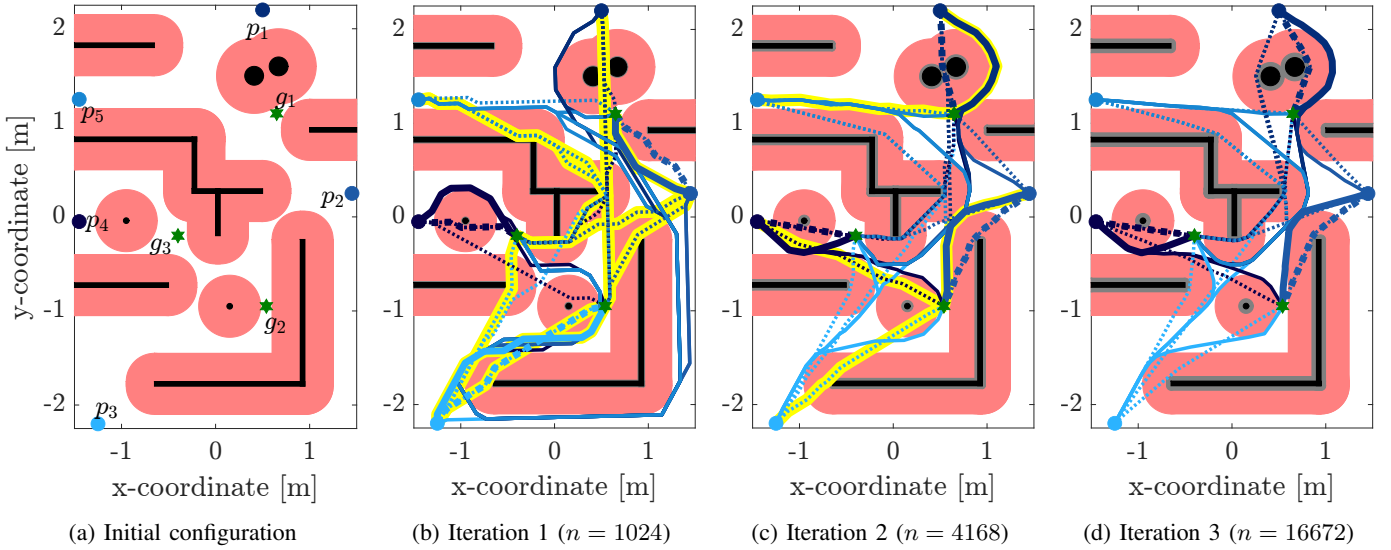 y-coordinate [m]
2
1
0
-1
-2
p1
g1
p5
p2
p4
g3
g2
p3
-1 0 1
x-coordinate [m]
(a) Initial configuration
2
1
0
-1
-2
-1 0 1
x-coordinate [m]
(b) Iteration 1 (n = 1024)
2
1
0
-1
-2
-1 0 1
x-coordinate [m]
(c) Iteration 2 (n = 4168)
2
1
0
-1
-2
-1 0 1
x-coordinate [m]
(d) Iteration 3 (n = 16672)